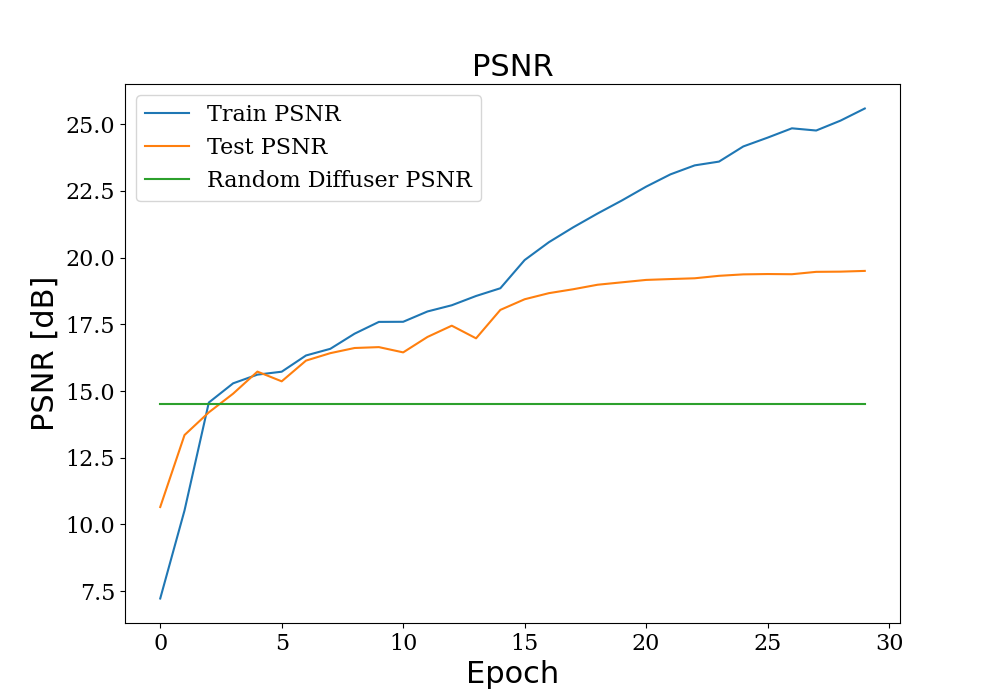 PSNR
Train PSNR
Test PSNR
Random Diffuser PSNR
PSNR [dB]
25.0
22.5
20.0
17.5
15.0
12.5
10.0
7.5
0 5 10 15 20 25 30
Epoch